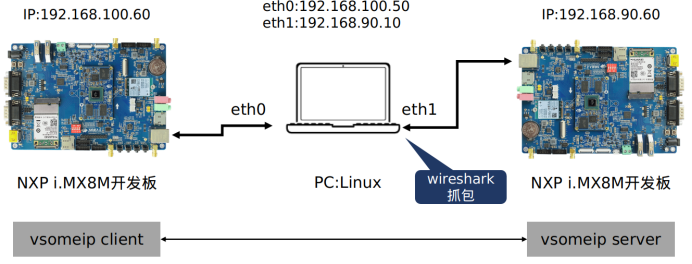 IP:192.168.100.60
eth0:192.168.100.50
eth1:192.168.90.10
IP:192.168.90.60
eth0
eth1
NXP i.MX8M开发板
PC:Linux
wireshark
抓包
NXP i.MX8M开发板
vsomeip client
vsomeip server